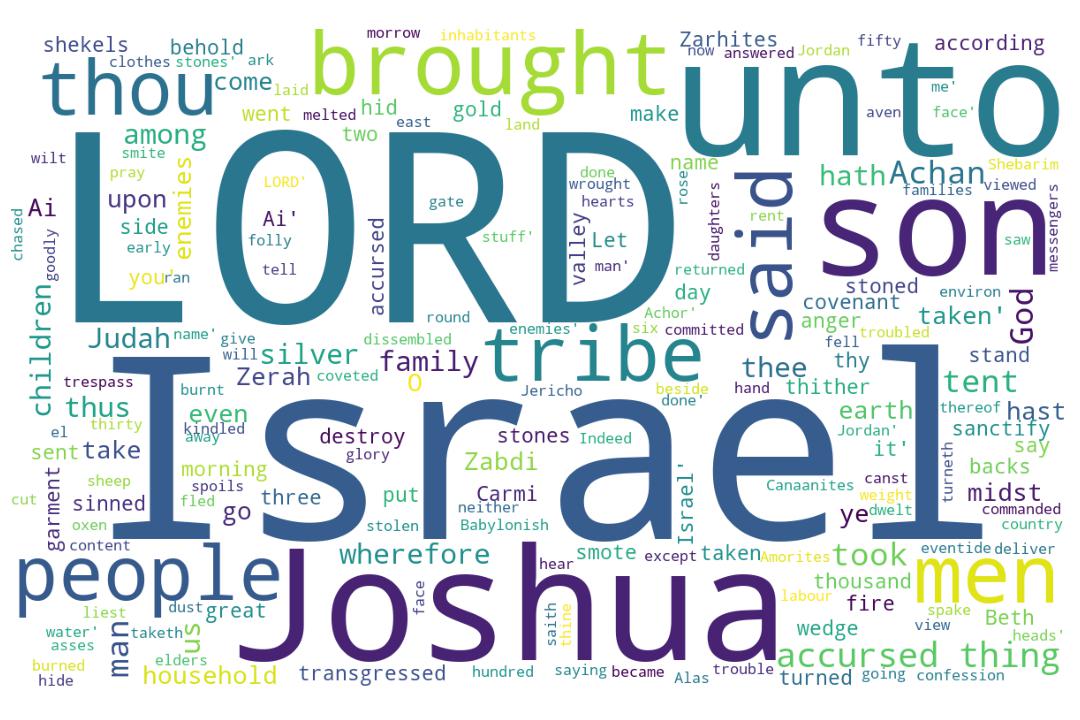 morrow inhabitants
shekels behold brought Zarhites now answered Jordan fifty according
clothes stones' ark
thou come laid unto me'
went melted hid gold make aven face'
among two east land
wilt smite LORD name hath Achan Shebarim
pray enemies LORD' done said families viewed
chased Ai upon gate wrought rose daughters rent son messengers
goodly side Ai' accursed hearts
early folly stuff' valley Let saw
you' ran tell man' returned stoned environ
children round Achor' day covenant God
Judah name' enemies' six committed anger taken'
give dissembled tribe troubled
will silver family fell stand
trespass Zerah coveted O thee thy
burnt Jericho beside hand thither tent
thus even done' earth thereof hast
thirty kindled Israel
el away destroy stones Indeed Jordan' it' sanctify
sent take glory say
garment morning Zabdi Israel' turneth backs
sheep spoils Canaanites canst
cut sinned fled three put Carmi weight midst
oxen go neither ye dwelt commanded
content stolen Babylonish country
people wherefore hear smote except taken Amorites took eventide deliver
thousand men
liest dust great face Joshua labour fire spake Beth
water' taketh us saith thine wedge view heads'
asses man elders accursed thing
burned household transgressed hundred saying became Alas trouble turned going confession
hide